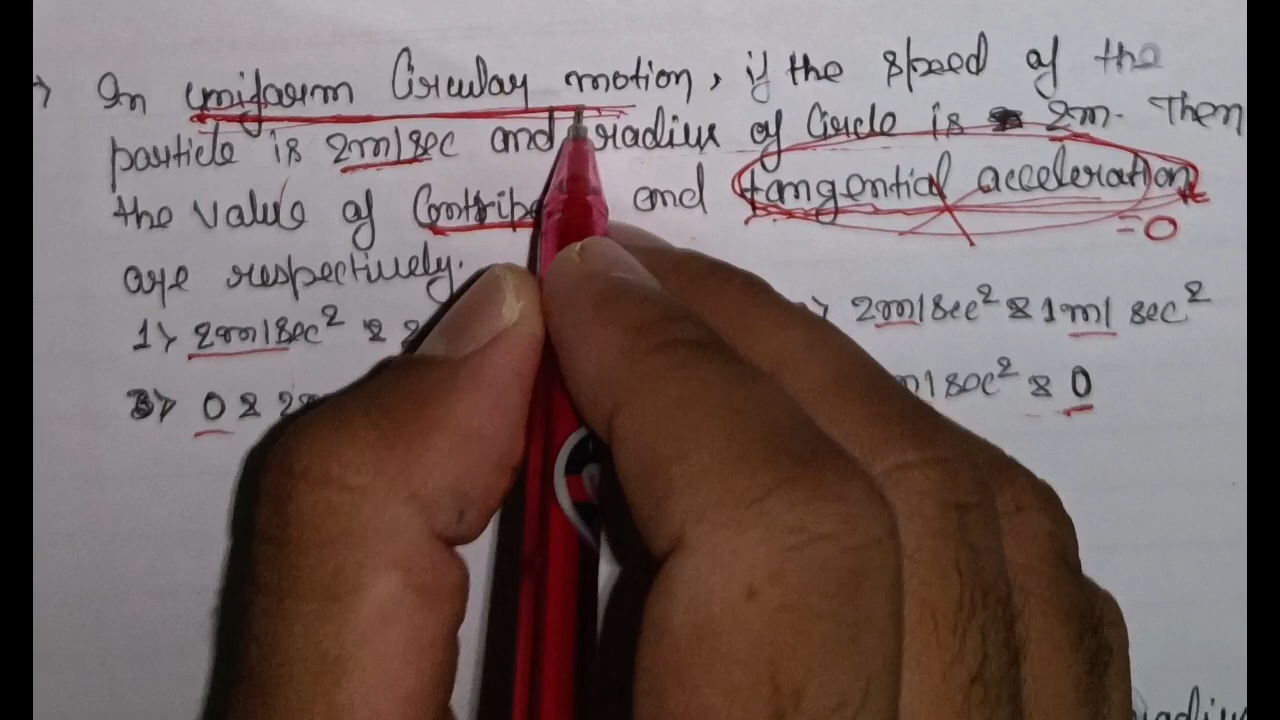 In uniform Circular motion, if the speed of the
particle is 2m/sec and radius of Circle is 2m. Then
the value of and tangential acceleration
= 0
are respectively.
1> 2m/sec² &
2m/sec² & 1m/sec²
3> 0 &
m/sec² & 0
radius